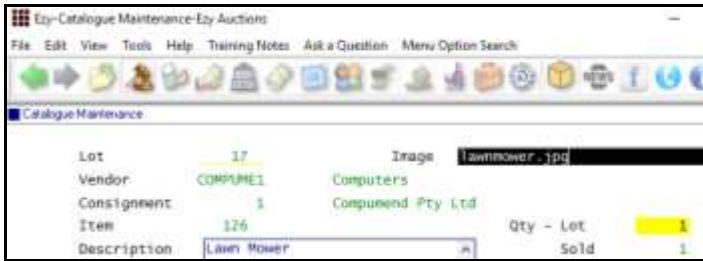 Ezy-Catalogue Maintenance-Ezy Auctions
File Edit View Tools Help Training Notes Ask a Question Menu Option Search
NEWS f
Catalogue Maintenance
Lot 17 Image lawnmower.jpg
Vendor COMPUME1 Computers
Consignment 1 Compumend Pty Ltd
Item 126 Qty - Lot 1
Description Lawn Mower Sold 1